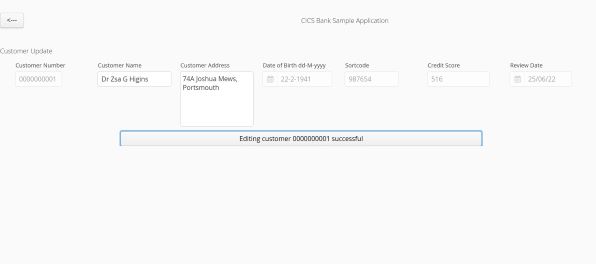 <---
CICS Bank Sample Application
Customer Update
Customer Number Customer Name Customer Address Date of Birth dd-M-yyyy Sortcode Credit Score Review Date
0000000001 Dr Zsa G Higins 74A Joshua Mews, 22-2-1941 987654 516 25/06/22
Portsmouth
Editing customer 0000000001 successful